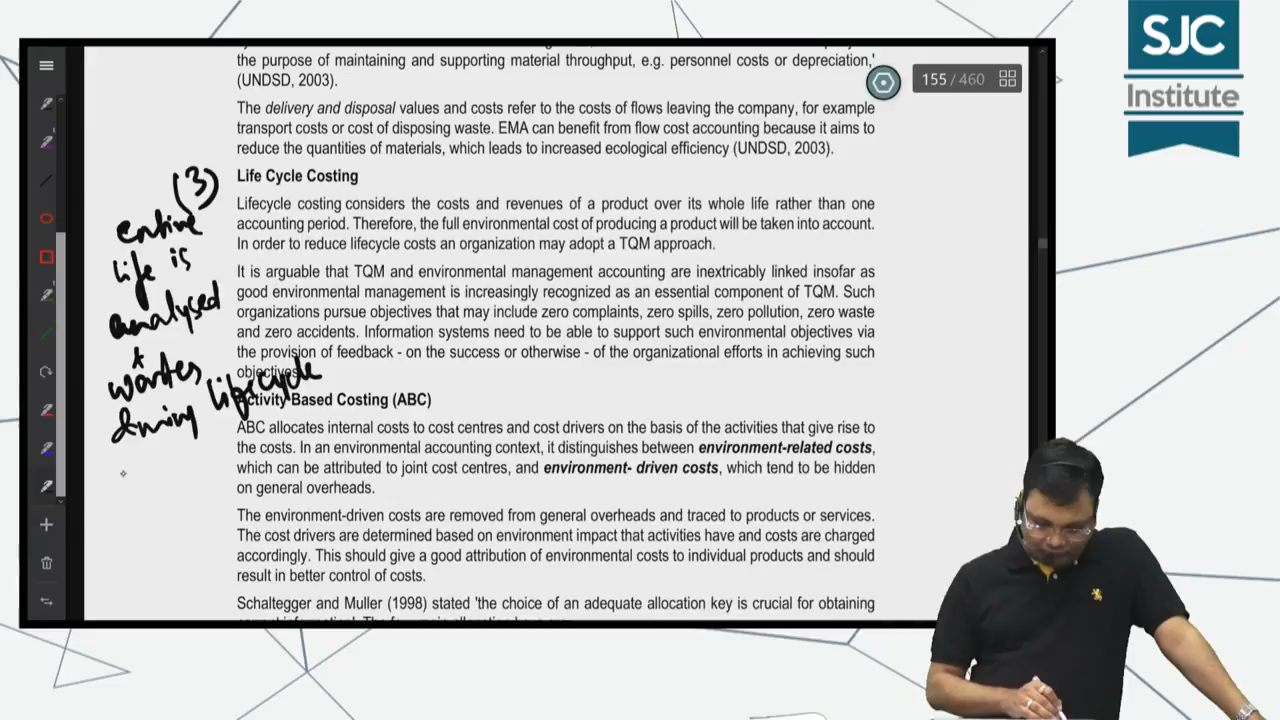 SJC
Institute
155 / 460
the purpose of maintaining and supporting material throughput, e.g. personnel costs or depreciation,'
(UNDSD, 2003).
The delivery and disposal values and costs refer to the costs of flows leaving the company, for example
transport costs or cost of disposing waste. EMA can benefit from flow cost accounting because it aims to
reduce the quantities of materials, which leads to increased ecological efficiency (UNDSD, 2003).
Life Cycle Costing
Lifecycle costing considers the costs and revenues of a product over its whole life rather than one
accounting period. Therefore, the full environmental cost of producing a product will be taken into account.
In order to reduce lifecycle costs an organization may adopt a TQM approach.
It is arguable that TQM and environmental management accounting are inextricably linked insofar as
good environmental management is increasingly recognized as an essential component of TQM. Such
organizations pursue objectives that may include zero complaints, zero spills, zero pollution, zero waste
and zero accidents. Information systems need to be able to support such environmental objectives via
the provision of feedback - on the success or otherwise - of the organizational efforts in achieving such
objectives
Activity Based Costing (ABC)
ABC allocates internal costs to cost centres and cost drivers on the basis of the activities that give rise to
the costs. In an environmental accounting context, it distinguishes between environment-related costs,
which can be attributed to joint cost centres, and environment- driven costs, which tend to be hidden
on general overheads.
The environment-driven costs are removed from general overheads and traced to products or services.
The cost drivers are determined based on environment impact that activities have and costs are charged
accordingly. This should give a good attribution of environmental costs to individual products and should
result in better control of costs.
Schaltegger and Muller (1998) stated 'the choice of an adequate allocation key is crucial for obtaining
(3)
entire
life is
analysed
wastes
during lifecycle